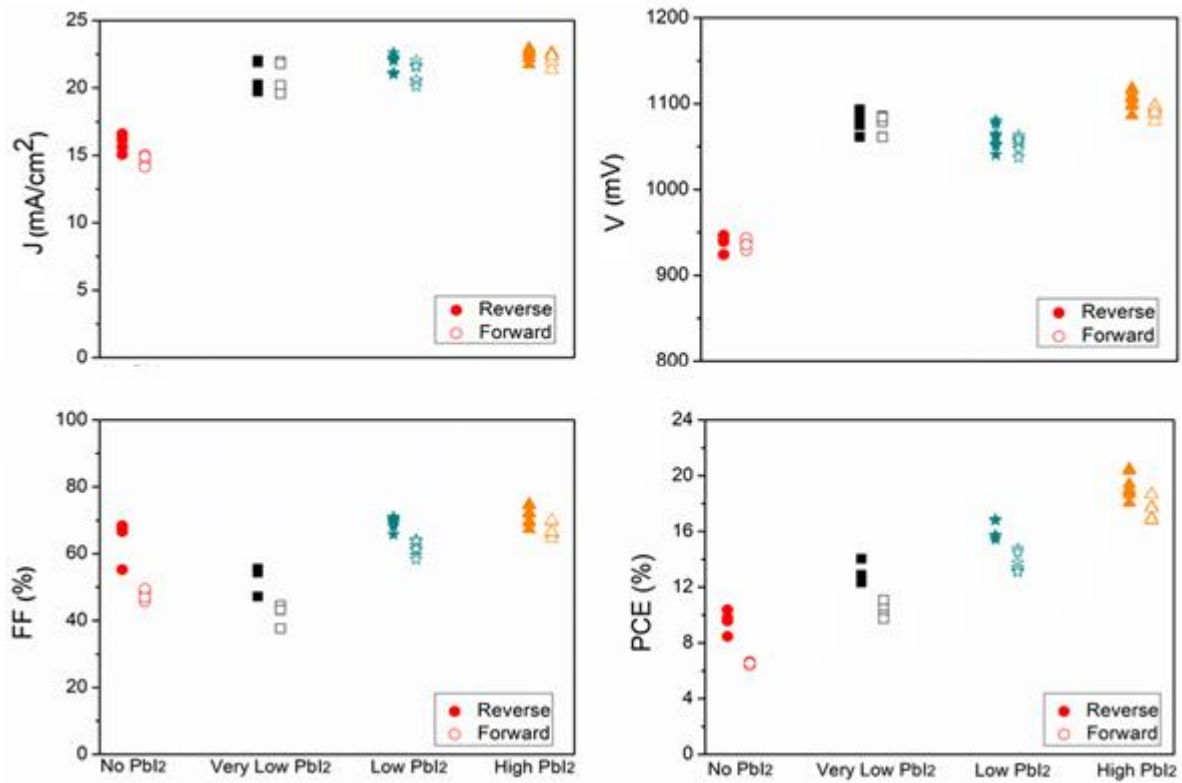 25
20
15
10
5
0
J (mA/cm²)
Reverse
Forward
1200
1100
1000
900
800
V (mV)
Reverse
Forward
100
80
60
40
20
0
FF (%)
Reverse
Forward
No PbI₂ Very Low PbI₂ Low PbI₂ High PbI₂
24
20
16
12
8
4
0
PCE (%)
Reverse
Forward
No PbI₂ Very Low PbI₂ Low PbI₂ High PbI₂